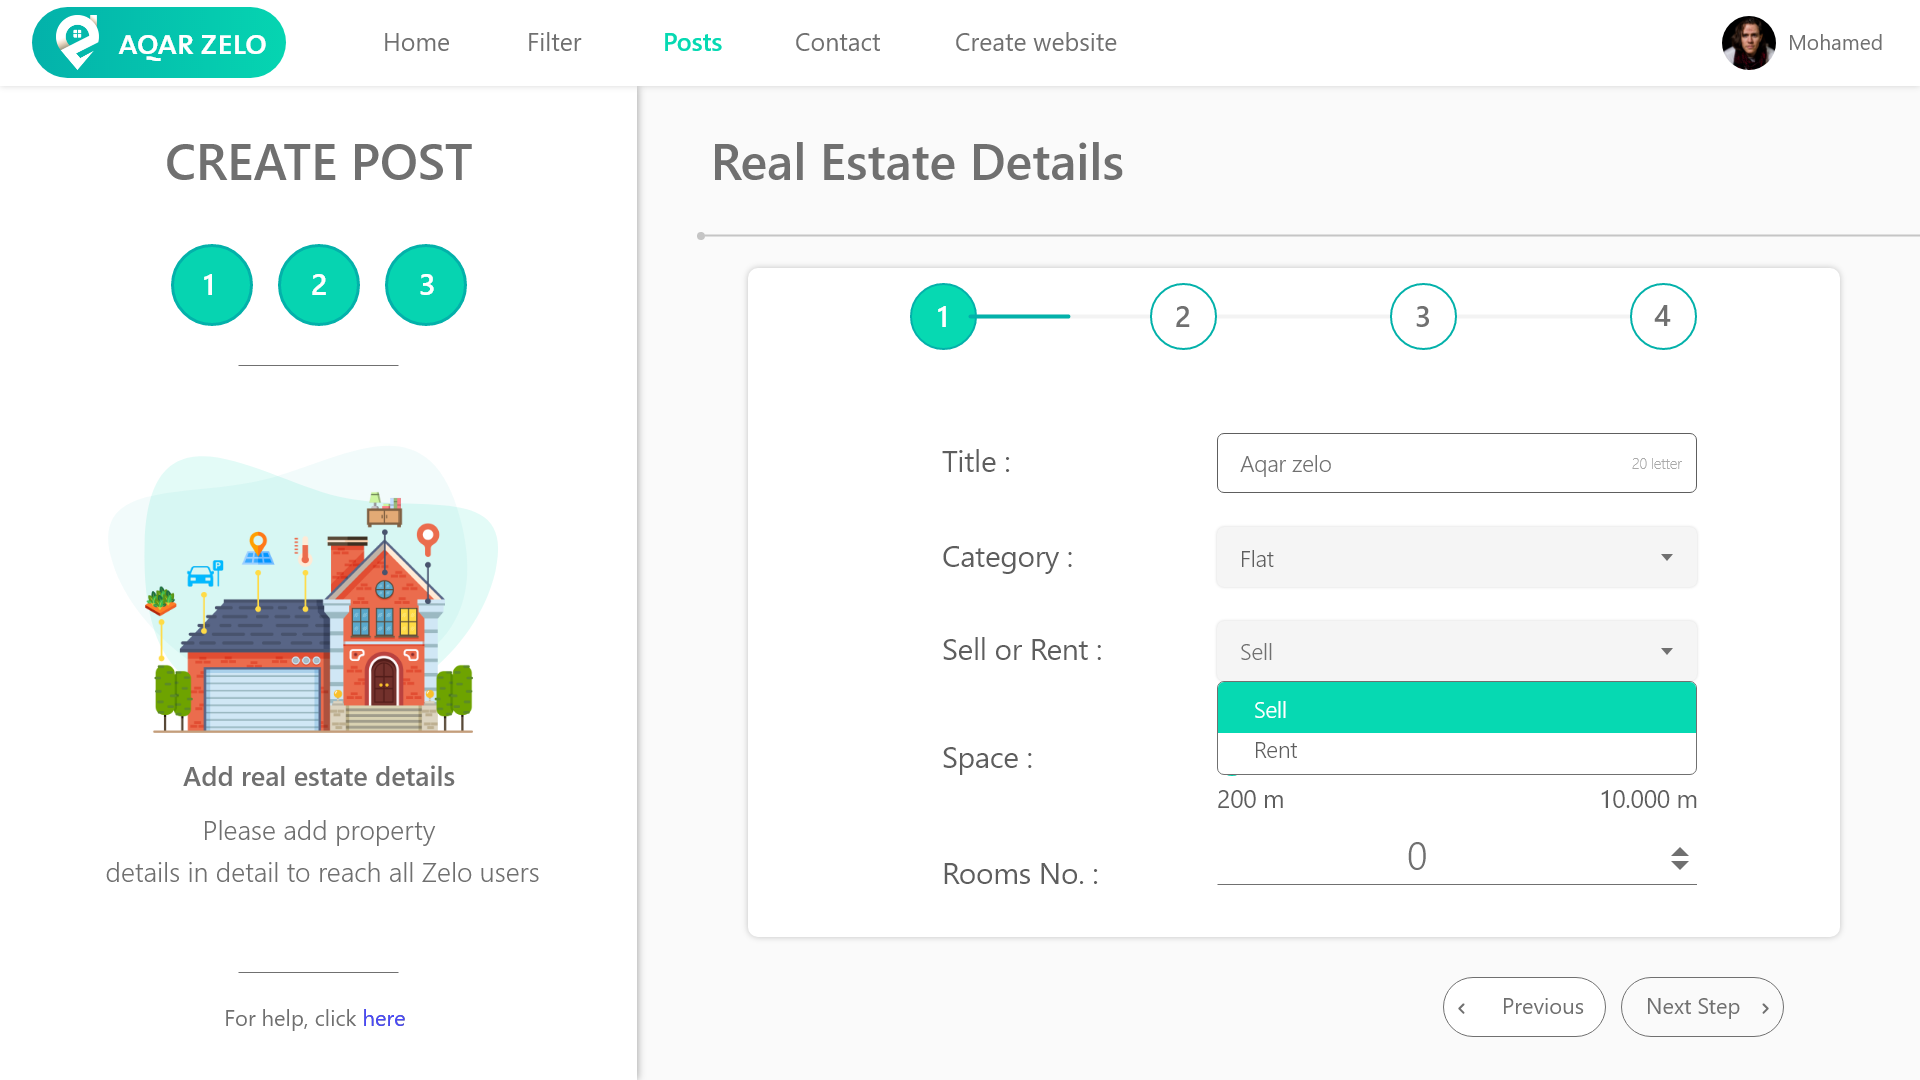 AQAR ZELO
Home
Filter
Posts
Contact
Create website
Mohamed
CREATE POST
1
2
3
P
Add real estate details
Please add property
details in detail to reach all Zelo users
For help, click here
Real Estate Details
1
2
3
4
Title :
Aqar zelo
20 letter
Category :
Flat
Sell or Rent :
Sell
Sell
Rent
Space :
200 m
10.000 m
Rooms No. :
0
Previous
Next Step